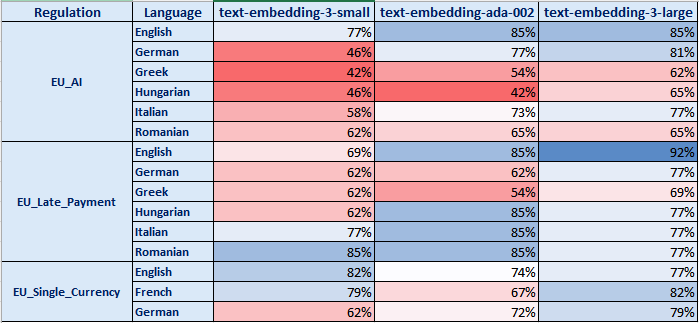 Regulation Language text-embedding-3-small text-embedding-ada-002 text-embedding-3-large
EU_AI English 77% 85% 85%
German 46% 77% 81%
Greek 42% 54% 62%
Hungarian 46% 42% 65%
Italian 58% 73% 77%
Romanian 62% 65% 65%
EU_Late_Payment English 69% 85% 92%
German 62% 62% 77%
Greek 62% 54% 69%
Hungarian 62% 85% 77%
Italian 77% 85% 77%
Romanian 85% 85% 77%
EU_Single_Currency English 82% 74% 77%
French 79% 67% 82%
German 62% 72% 79%